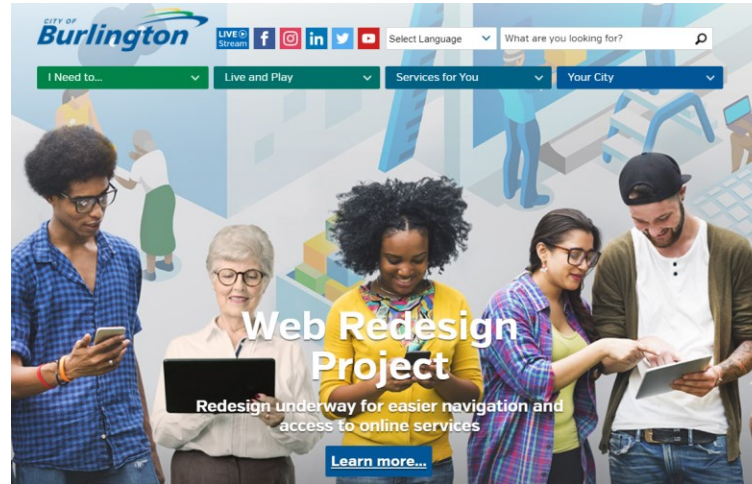 CITY OF
Burlington
LIVE
Stream
Select Language
What are you looking for?
I Need to...
Live and Play
Services for You
Your City
Web Redesign
Project
Redesign underway for easier navigation and
access to online services
Learn more...